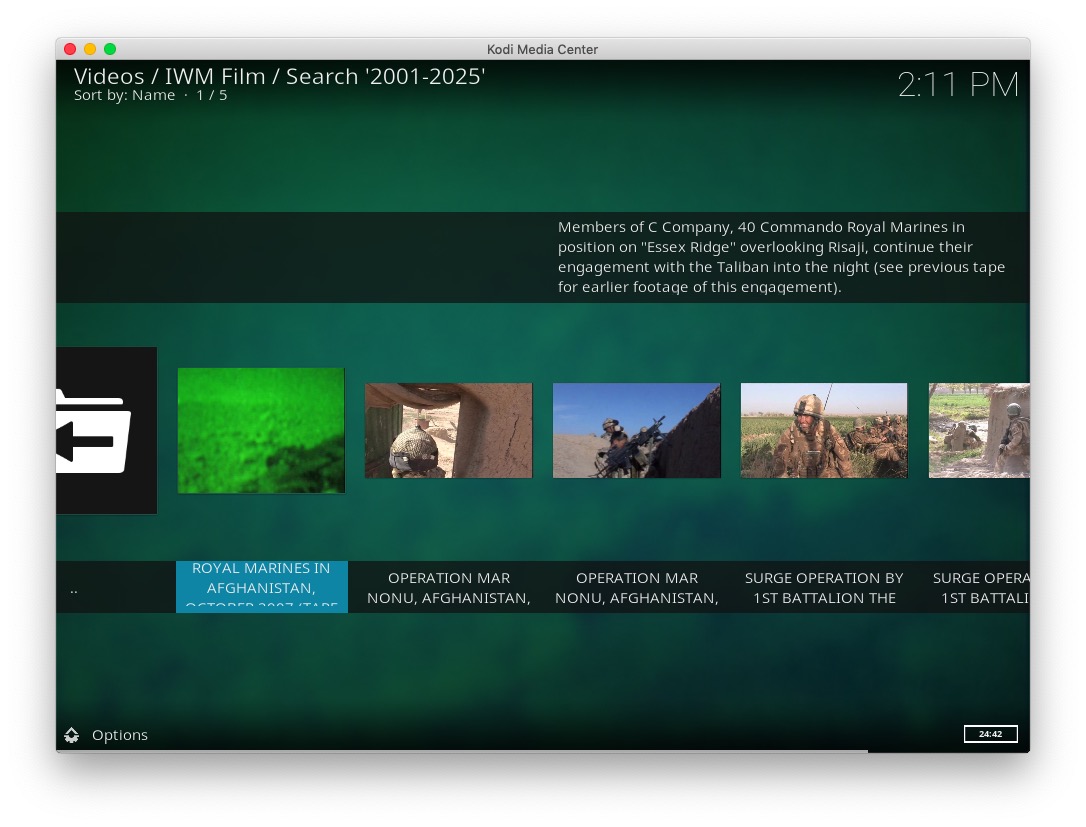 Kodi Media Center
Videos / IWM Film / Search '2001-2025'
Sort by: Name · 1 / 5
2:11 PM
Members of C Company, 40 Commando Royal Marines in
position on "Essex Ridge" overlooking Risaji, continue their
engagement with the Taliban into the night (see previous tape
for earlier footage of this engagement).
..
ROYAL MARINES IN
AFGHANISTAN,
OCTOBER 2007 (TAPE
OPERATION MAR
NONU, AFGHANISTAN,
OPERATION MAR
NONU, AFGHANISTAN,
SURGE OPERATION BY
1ST BATTALION THE
SURGE OPERA
1ST BATTALI
Options
24:42